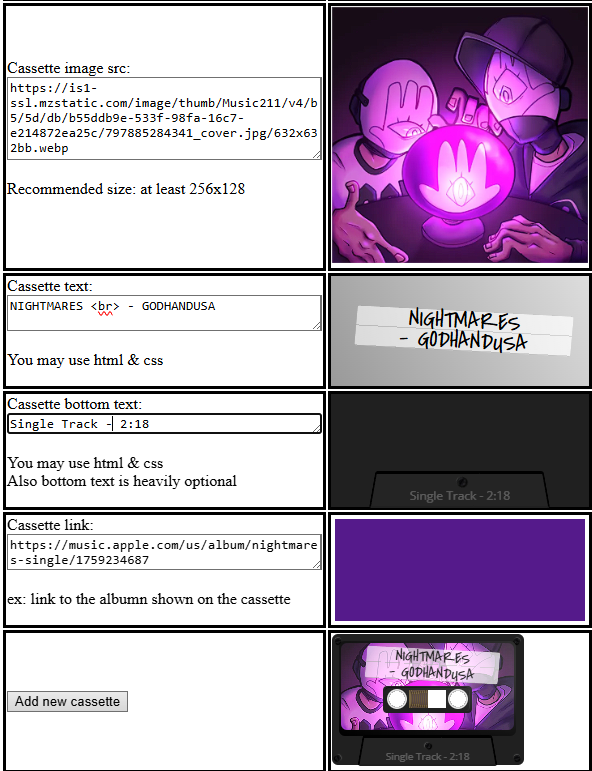 Cassette image src:
https://is1-
ssl.mzstatic.com/image/thumb/Music211/v4/b
5/5d/db/b55ddb9e-533f-98fa-16c7-
e214872ea25c/797885284341_cover.jpg/632x63
2bb.webp
Recommended size: at least 256x128
Cassette text:
NIGHTMARES <br> - GODHANDUSA
You may use html & css
NIGHTMARES
- GODHANDUSA
Cassette bottom text:
Single Track - 2:18
You may use html & css
Also bottom text is heavily optional
Single Track - 2:18
Cassette link:
https://music.apple.com/us/album/nightmare
s-single/1759234687
ex: link to the albumn shown on the cassette
Add new cassette
NIGHTMARES
- GODHANDUSA
Single Track - 2:18